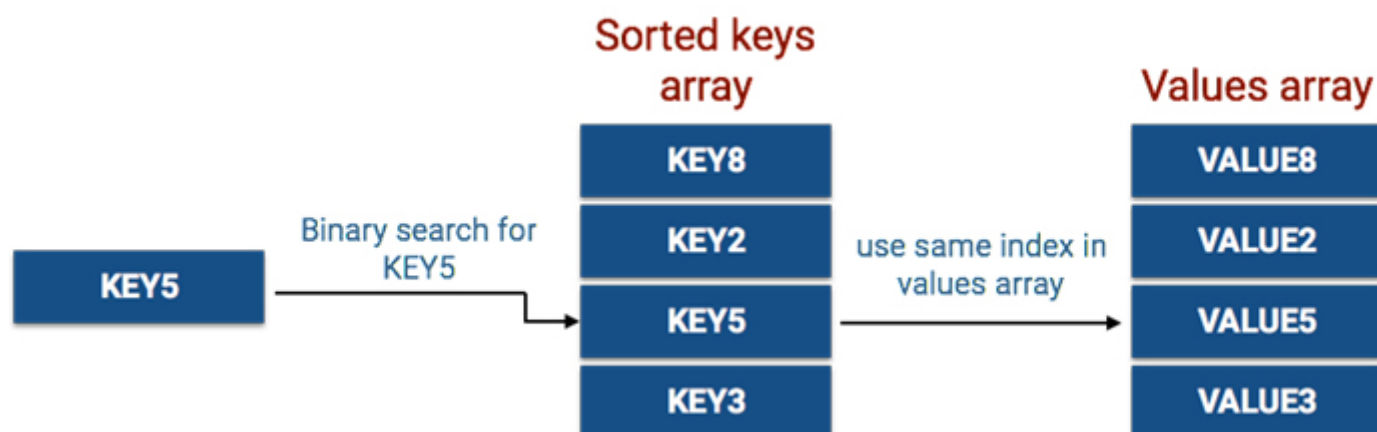 Sorted keys
array
Values array
KEY8
VALUE8
Binary search for
KEY5
KEY2
use same index in
values array
VALUE2
KEY5
KEY5
VALUE5
KEY3
VALUE3